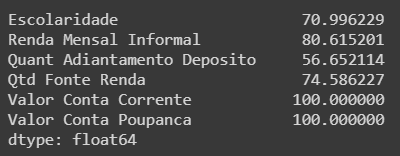 Escolaridade 70.996229
Renda Mensal Informal 80.615201
Quant Adiantamento Deposito 56.652114
Qtd Fonte Renda 74.586227
Valor Conta Corrente 100.000000
Valor Conta Poupanca 100.000000
dtype: float64